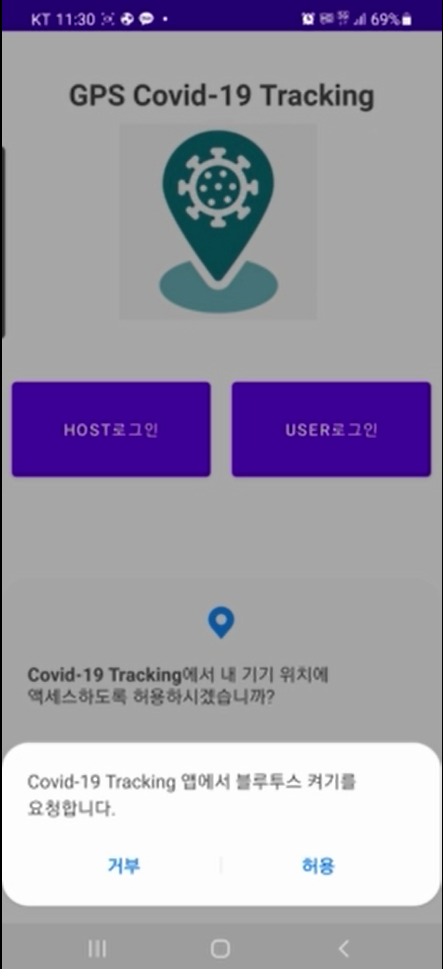 KT 11:30
69%
GPS Covid-19 Tracking
HOST로그인
USER로그인
Covid-19 Tracking에서 내 기기 위치에
액세스하도록 허용하시겠습니까?
Covid-19 Tracking 앱에서 블루투스 켜기를
요청합니다.
거부
허용